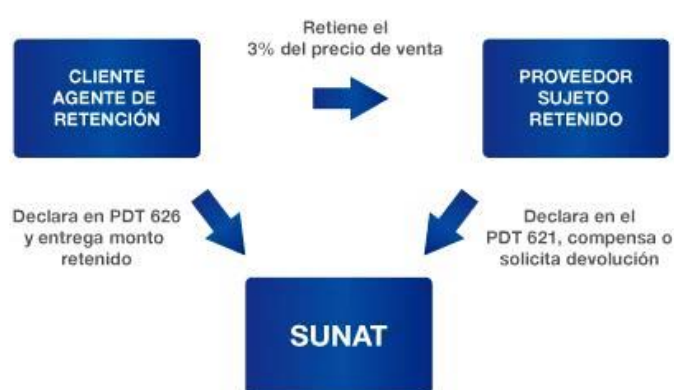 Retiene el
3% del precio de venta
CLIENTE
AGENTE DE
RETENCIÓN
PROVEEDOR
SUJETO
RETENIDO
Declara en PDT 626
y entrega monto
retenido
Declara en el
PDT 621, compensa o
solicita devolución
SUNAT